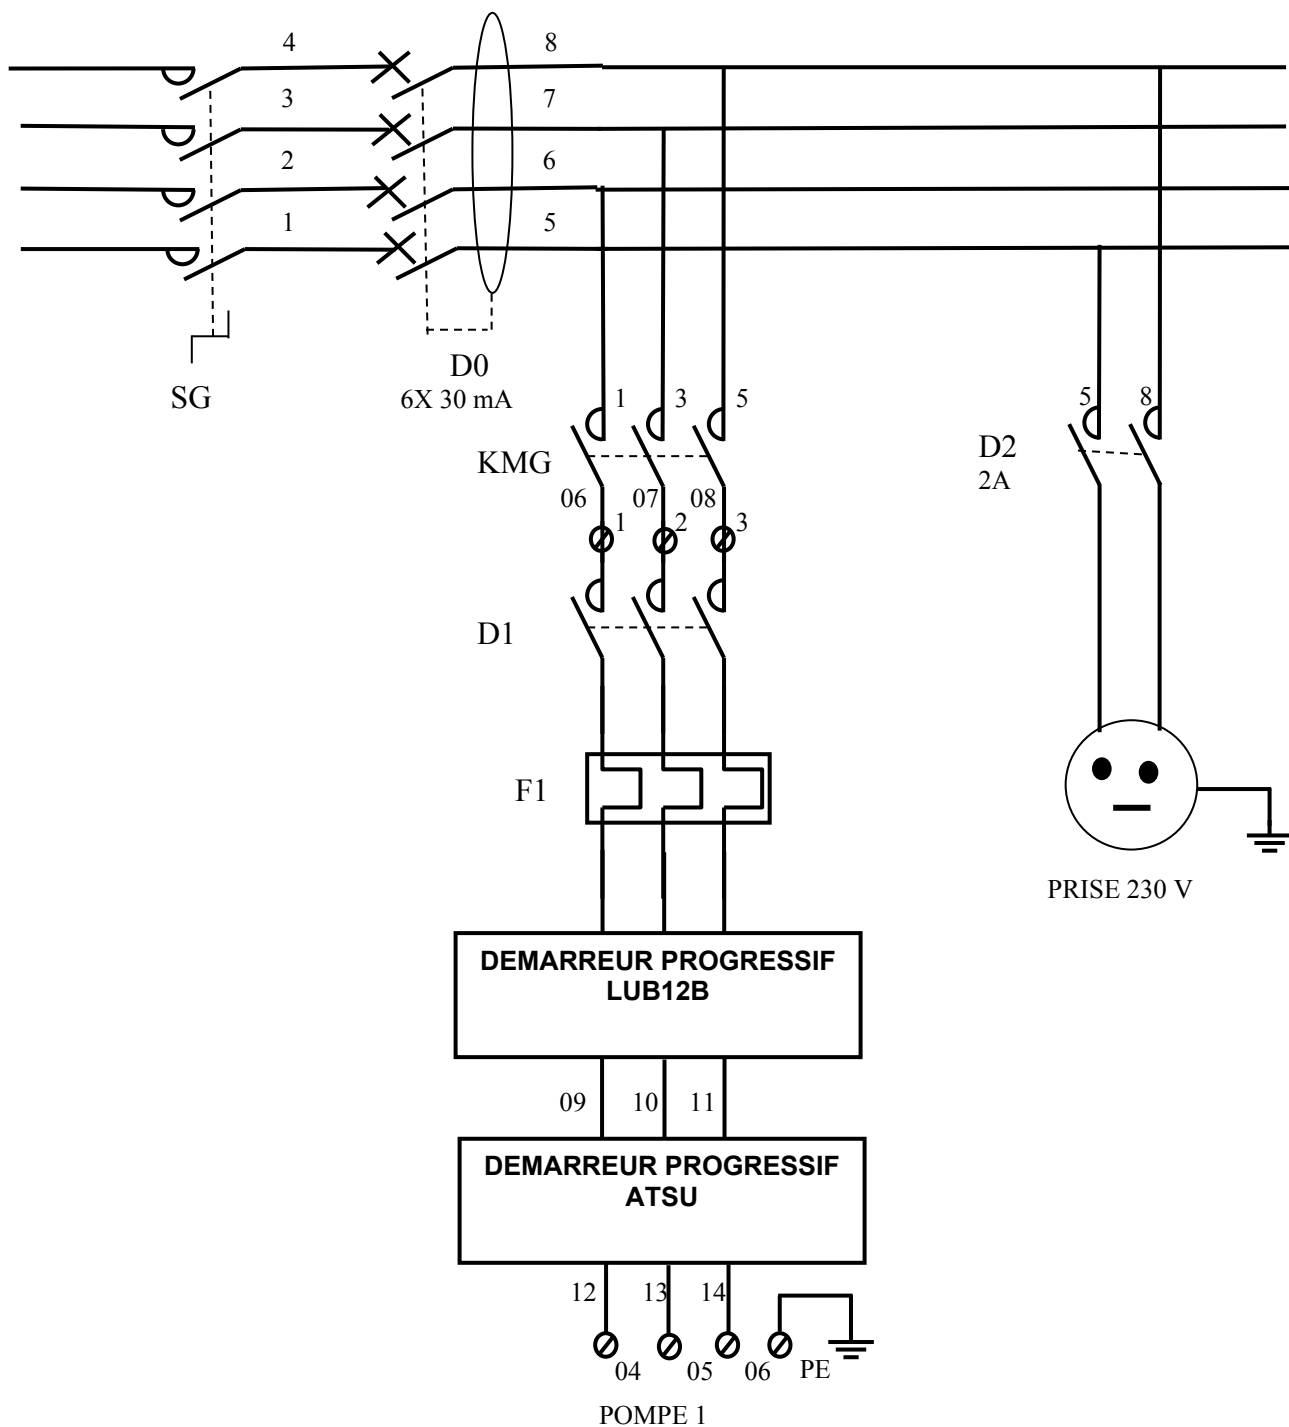 4
8
3
7
2
6
1
5
SG
D0
6X 30 mA
1 3 5
KMG
06 07 08
1 2 3
5 8
D2
2A
D1
F1
PRISE 230 V
DEMARREUR PROGRESSIF
LUB12B
09 10 11
DEMARREUR PROGRESSIF
ATSU
12 13 14
04 05 06 PE
POMPE 1